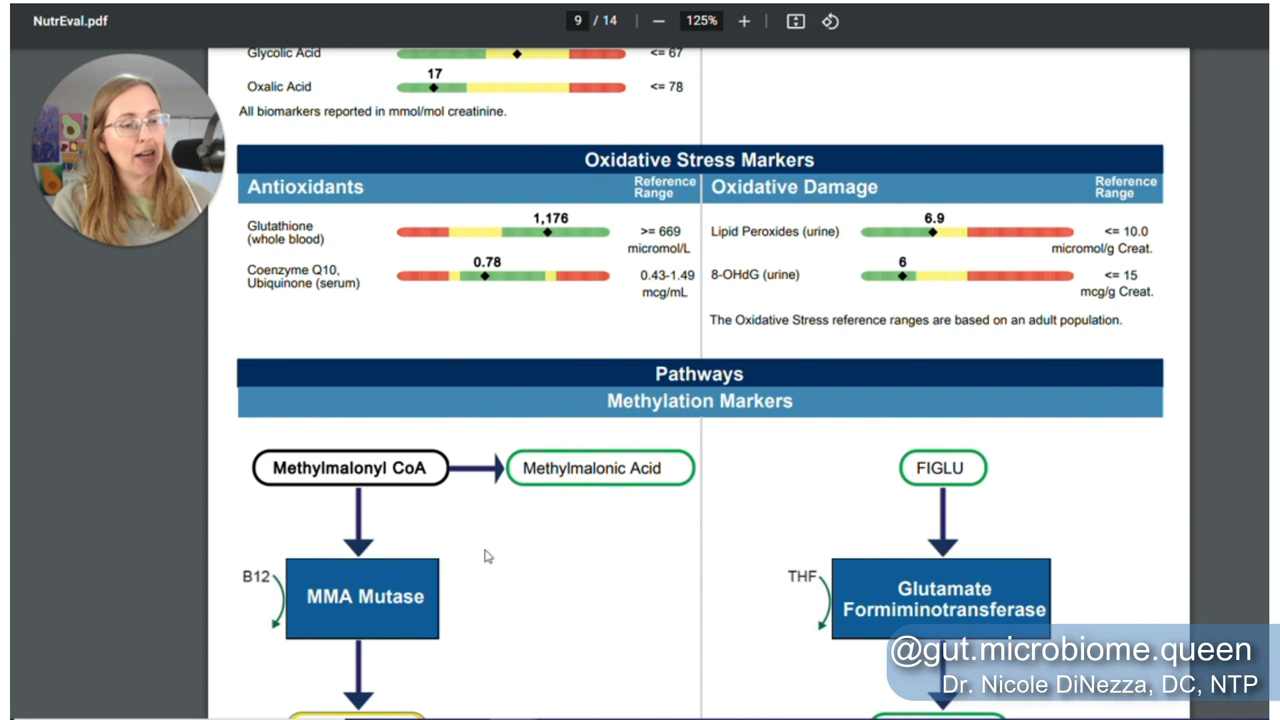 NutrEval.pdf
9 / 14
125%
Glycolic Acid
<= 67
17
Oxalic Acid
<= 78
All biomarkers reported in mmol/mol creatinine.
Oxidative Stress Markers
Antioxidants
Reference
Range
Oxidative Damage
Reference
Range
1,176
Glutathione
(whole blood)
>= 669
micromol/L
0.78
Coenzyme Q10,
Ubiquinone (serum)
0.43-1.49
mcg/mL
6.9
Lipid Peroxides (urine)
<= 10.0
micromol/g Creat.
6
8-OHdG (urine)
<= 15
mcg/g Creat.
The Oxidative Stress reference ranges are based on an adult population.
Pathways
Methylation Markers
Methylmalonyl CoA
Methylmalonic Acid
FIGLU
B12
MMA Mutase
THF
Glutamate
Formiminotransferase
@gut.microbiome.queen
Dr. Nicole DiNezza, DC, NTP